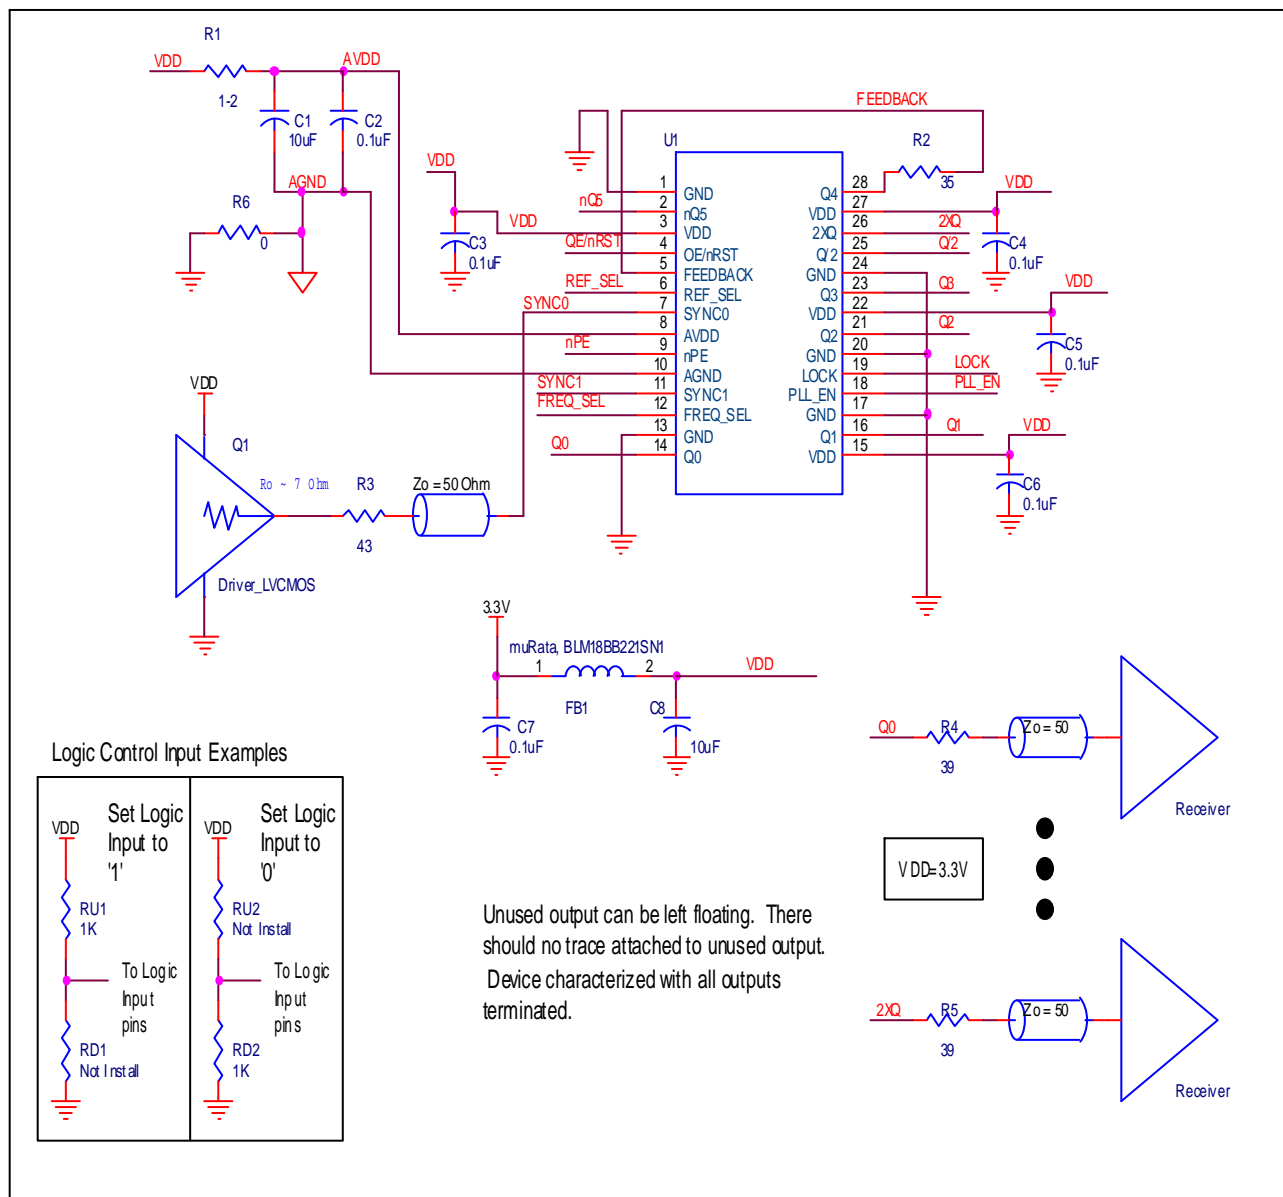 R1
VDD
AVDD
1-2
C1
10uF
C2
0.1uF
AGND
R6
0
VDD
VDD
C3
0.1uF
FEEDBACK
R2
35
U1
1 GND
2 nQ5
3 VDD
4 OE/nRST
5 FEEDBACK
6 REF_SEL
7 SYNC0
8 AVDD
9 nPE
10 AGND
11 SYNC1
12 FREQ_SEL
13 GND
14 Q0
28 Q4
27 VDD
26 2XQ
25 Q/2
24 GND
23 Q3
22 VDD
21 Q2
20 GND
19 LOCK
18 PLL_EN
17 GND
16 Q1
15 VDD
nQ5
OE/nRST
REF_SEL
SYNC0
nPE
SYNC1
FREQ_SEL
Q0
VDD
2XQ
Q/2
C4
0.1uF
Q3
VDD
Q2
C5
0.1uF
LOCK
PLL_EN
Q1
VDD
C6
0.1uF
VDD
Q1
Ro ~ 7 Ohm
R3
43
Zo = 50 Ohm
Driver_LVCMOS
3.3V
muRata, BLM18BB221SN1
1
2
VDD
FB1
C7
0.1uF
C8
10uF
Q0
R4
39
Zo = 50
Receiver
VDD=3.3V
2XQ
R5
39
Zo = 50
Receiver
Logic Control Input Examples
VDD
Set Logic
Input to
'1'
RU1
1K
To Logic
Input
pins
RD1
Not Install
VDD
Set Logic
Input to
'0'
RU2
Not Install
To Logic
Input
pins
RD2
1K
Unused output can be left floating. There
should no trace attached to unused output.
Device characterized with all outputs
terminated.